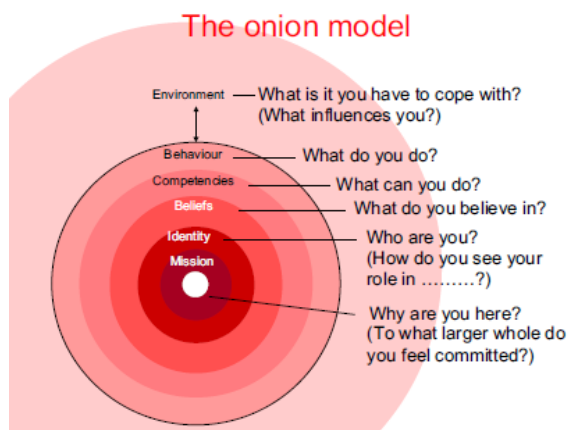 The onion model
Environment
What is it you have to cope with?
(What influences you?)
Behaviour
What do you do?
Competencies
What can you do?
Beliefs
What do you believe in?
Identity
Who are you?
(How do you see your
role in ………?)
Mission
Why are you here?
(To what larger whole do
you feel committed?)